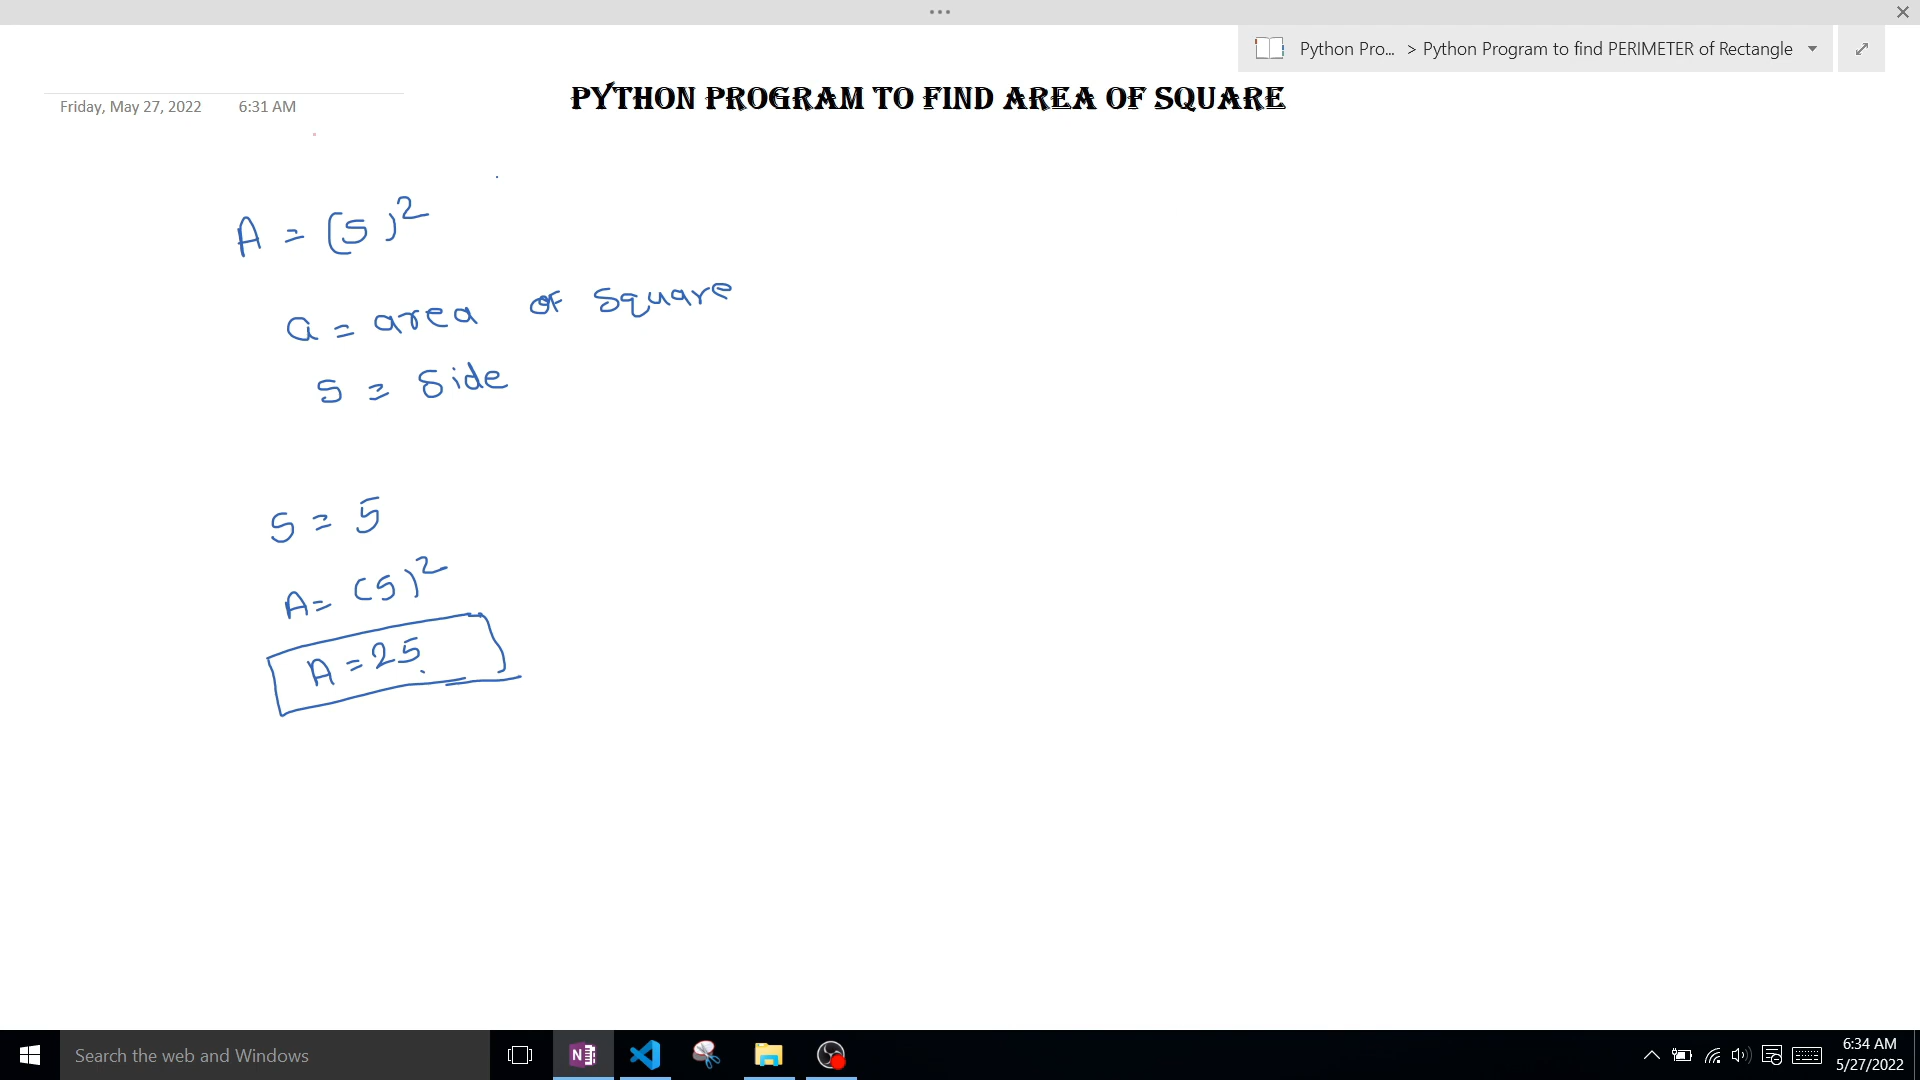 Python Pro... > Python Program to find PERIMETER of Rectangle
PYTHON PROGRAM TO FIND AREA OF SQUARE
Friday, May 27, 2022 6:31 AM
A = (S)²
a = area of square
S = Side
S = 5
A = (5)²
A = 25
Search the web and Windows
6:34 AM
5/27/2022